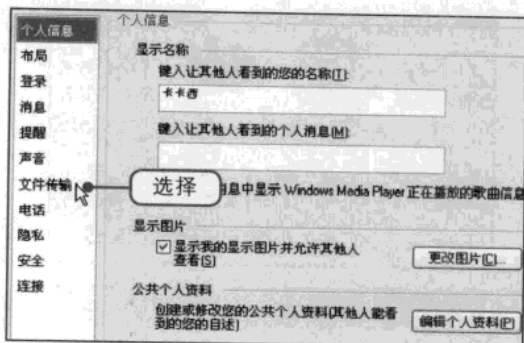 个人信息
布局
登录
消息
提醒
声音
文件传输
电话
隐私
安全
连接
个人信息
显示名称
键入让其他人看到的您的名称(T):
卡卡西
键入让其他人看到的个人消息(M):
选择
息中显示 Windows Media Player 正在播放的歌曲信息
显示图片
显示我的显示图片并允许其他人
查看(S)
更改图片(C)...
公共个人资料
创建或修改您的公共个人资料(其他人能看
到的您的自述)
编辑个人资料(P)